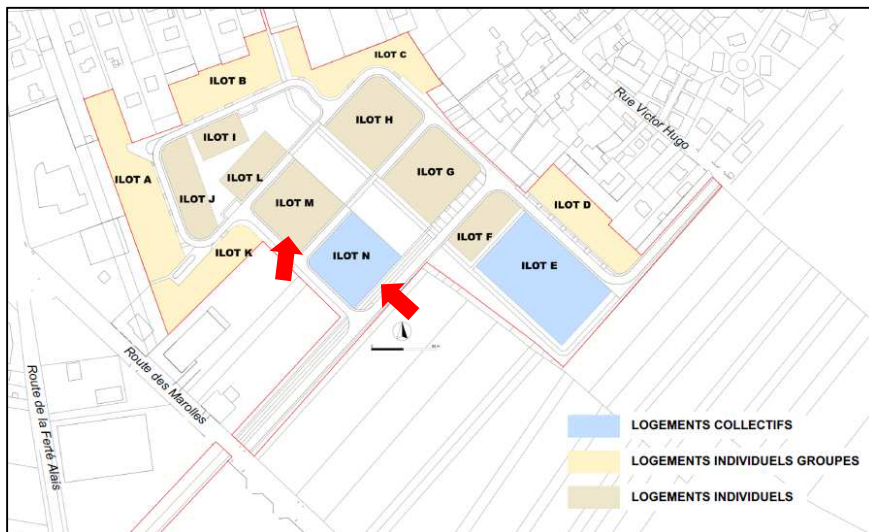 ILOT C
ILOT B
Rue Victor Hugo
ILOT H
ILOT I
ILOT G
ILOT A
ILOT L
ILOT J
ILOT M
ILOT D
ILOT F
ILOT K
ILOT N
ILOT E
Route des Marolles
Route de la Ferté Alais
LOGEMENTS COLLECTIFS
LOGEMENTS INDIVIDUELS GROUPES
LOGEMENTS INDIVIDUELS